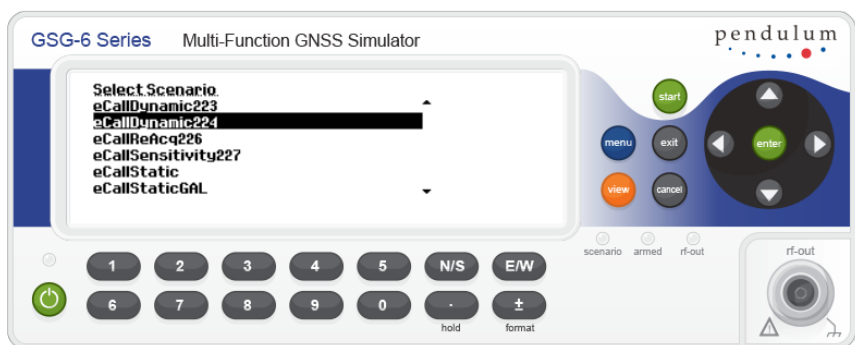 GSG-6 Series Multi-Function GNSS Simulator
pendulum
Select Scenario
eCallDynamic223
eCallDynamic224
eCallReAcq226
eCallSensitivity227
eCallStatic
eCallStaticGAL
start
menu exit enter
view cancel
scenario armed rf-out
rf-out
1 2 3 4 5 N/S E/W
6 7 8 9 0 . ±
hold format